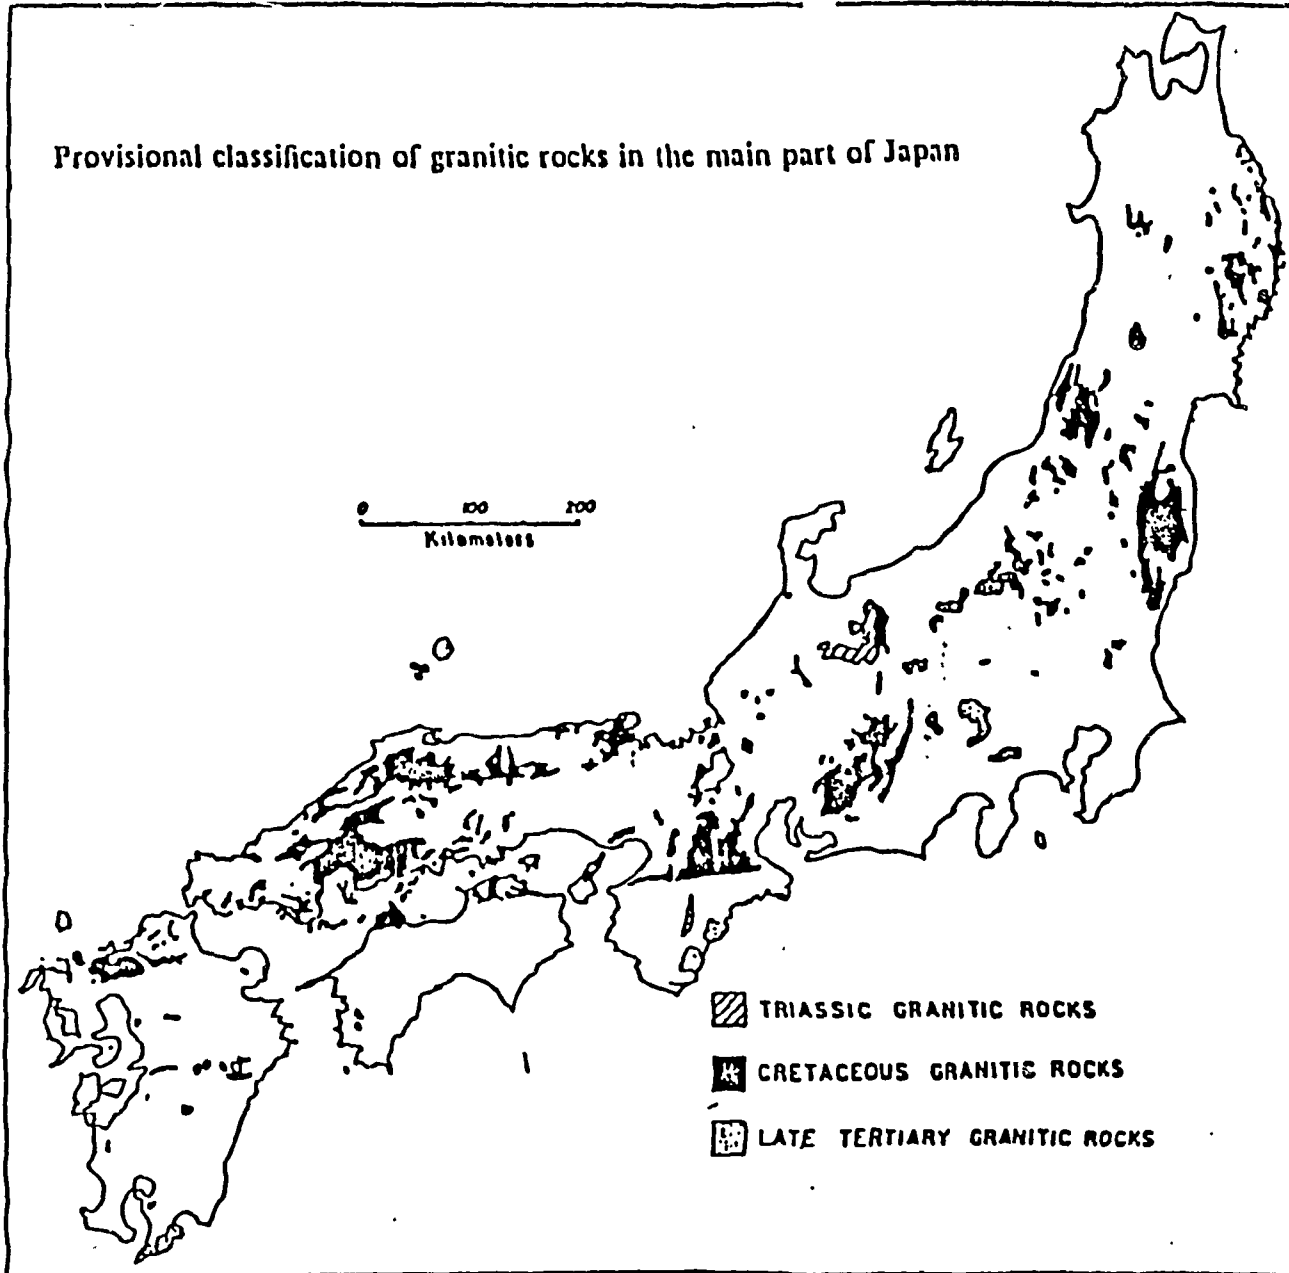 Provisional classification of granitic rocks in the main part of Japan
0 100 200
Kilometers
TRIASSIC GRANITIC ROCKS
CRETACEOUS GRANITIC ROCKS
LATE TERTIARY GRANITIC ROCKS